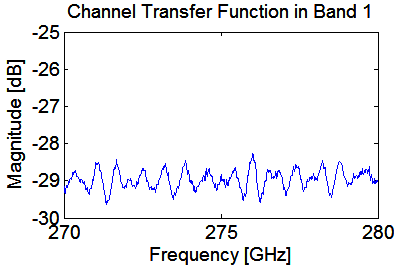 Channel Transfer Function in Band 1
-25
-26
-27
-28
-29
-30
Magnitude [dB]
270 275 280
Frequency [GHz]